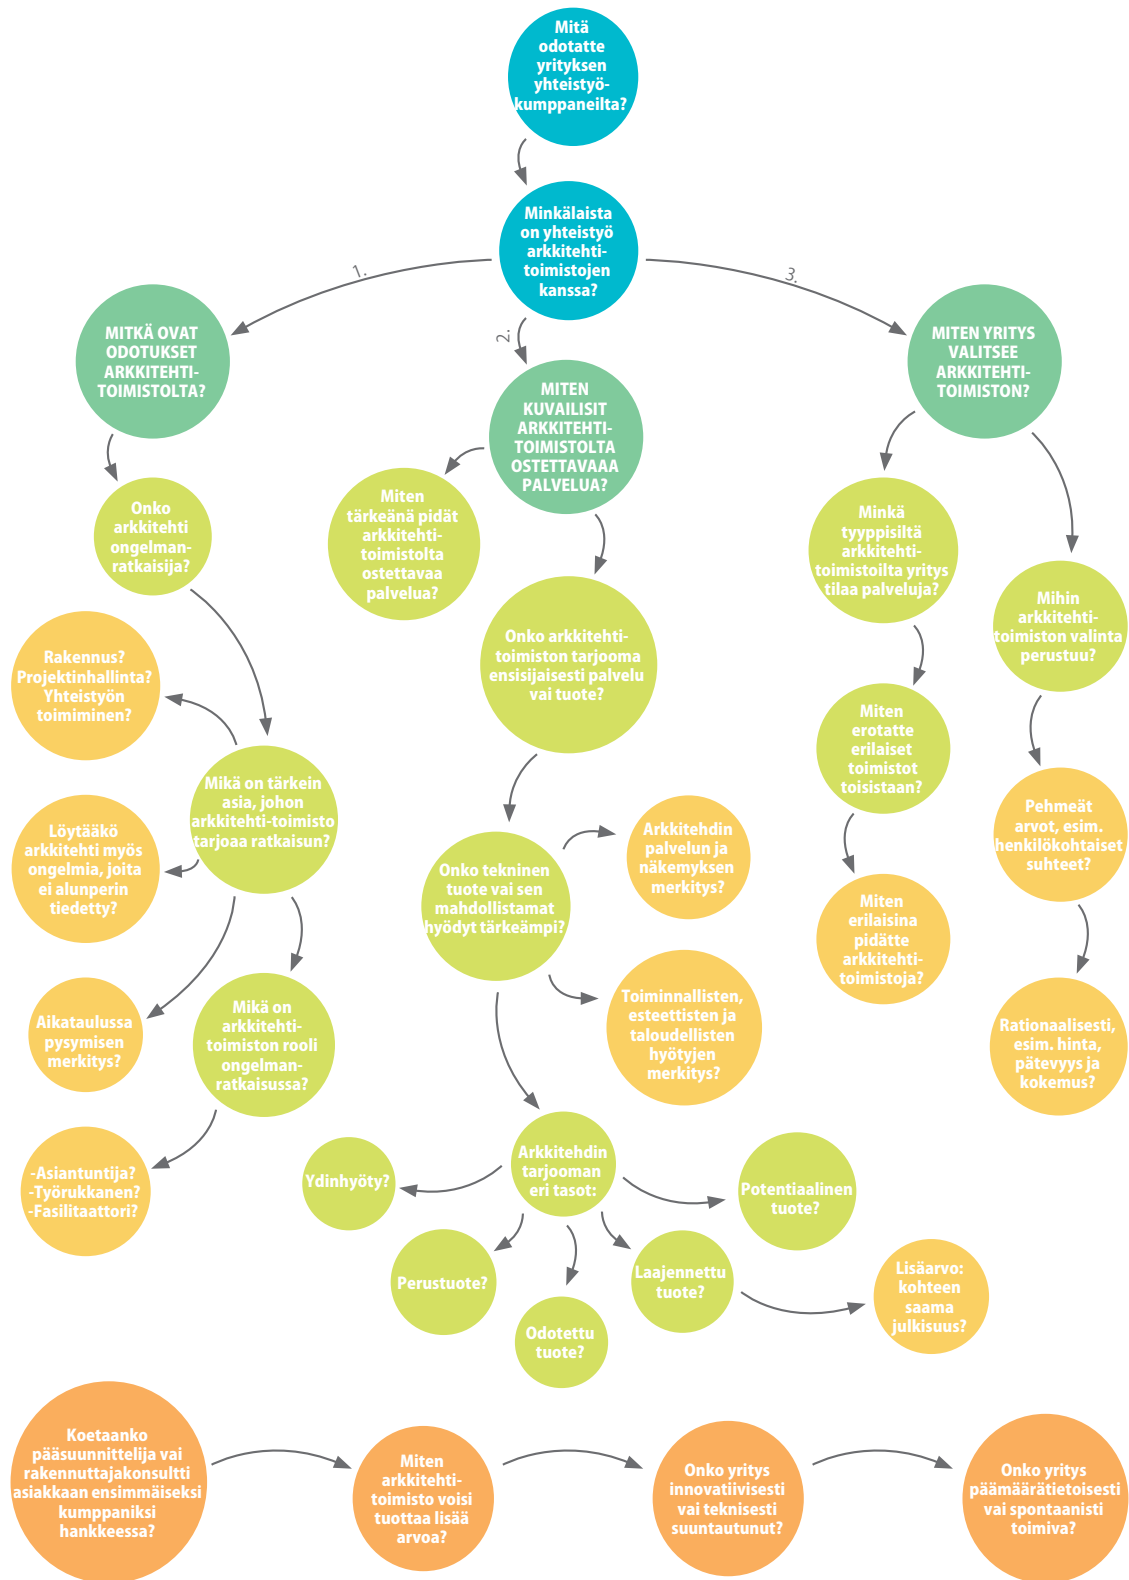 Mitä
odotatte
yrityksen
yhteistyö-
kumppaneilta?
Minkälaista
on yhteistyö
arkkitehti-
toimistojen
kanssa?
1.
2.
3.
MITKÄ OVAT
ODOTUKSET
ARKKITEHTI-
TOIMISTOLTA?
MITEN
KUVAILISIT
ARKKITEHTI-
TOIMISTOLTA
OSTETTAVAAA
PALVELUA?
MITEN YRITYS
VALITSEE
ARKKITEHTI-
TOIMISTON?
Onko
arkkitehti
ongelman-
ratkaisija?
Miten
tärkeänä pidät
arkkitehti-
toimistolta
ostettavaa
palvelua?
Minkä
tyyppisiltä
arkkitehti-
toimistoilta yritys
tilaa palveluja?
Mihin
arkkitehti-
toimiston valinta
perustuu?
Rakennus?
Projektinhallinta?
Yhteistyön
toimiminen?
Onko arkkitehti-
toimiston tarjooma
ensisijaisesti palvelu
vai tuote?
Miten
erotatte
erilaiset
toimistot
toisistaan?
Mikä on tärkein
asia, johon
arkkitehti-toimisto
tarjoaa ratkaisun?
Löytääkö
arkkitehti myös
ongelmia, joita
ei alunperin
tiedetty?
Onko tekninen
tuote vai sen
mahdollistamat
hyödyt tärkeämpi?
Arkkitehdin
palvelun ja
näkemyksen
merkitys?
Pehmeät
arvot, esim.
henkilökohtaiset
suhteet?
Miten
erilaisina
pidätte
arkkitehti-
toimistoja?
Aikataulussa
pysymisen
merkitys?
Mikä on
arkkitehti-
toimiston rooli
ongelman-
ratkaisussa?
Toiminnallisten,
esteettisten ja
taloudellisten
hyötyjen
merkitys?
Rationaalisesti,
esim. hinta,
pätevyys ja
kokemus?
-Asiantuntija?
-Työrukkanen?
-Fasilitaattori?
Arkkitehdin
tarjooman
eri tasot:
Ydinhyöty?
Perustuote?
Odotettu
tuote?
Laajennettu
tuote?
Potentiaalinen
tuote?
Lisäarvo:
kohteen
saama
julkisuus?
Koetaanko
pääsuunnittelija vai
rakennuttajakonsultti
asiakkaan ensimmäiseksi
kumppaniksi
hankkeessa?
Miten
arkkitehti-
toimisto voisi
tuottaa lisää
arvoa?
Onko yritys
innovatiivisesti
vai teknisesti
suuntautunut?
Onko yritys
päämäärätietoisesti
vai spontaanisti
toimiva?